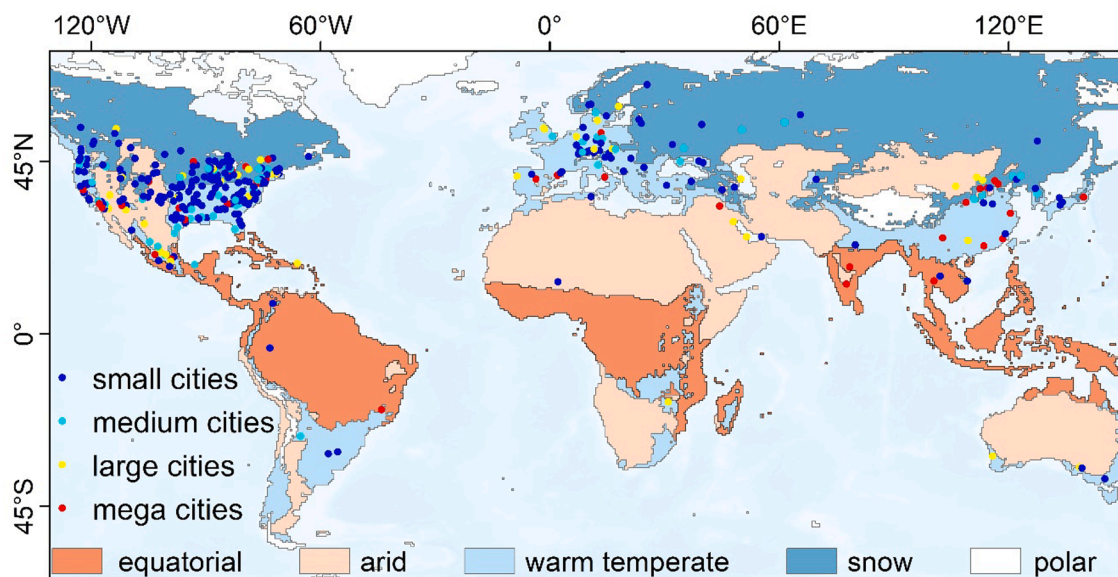 120°W 60°W 0° 60°E 120°E
45°N
0°
45°S
small cities
medium cities
large cities
mega cities
equatorial arid warm temperate snow polar